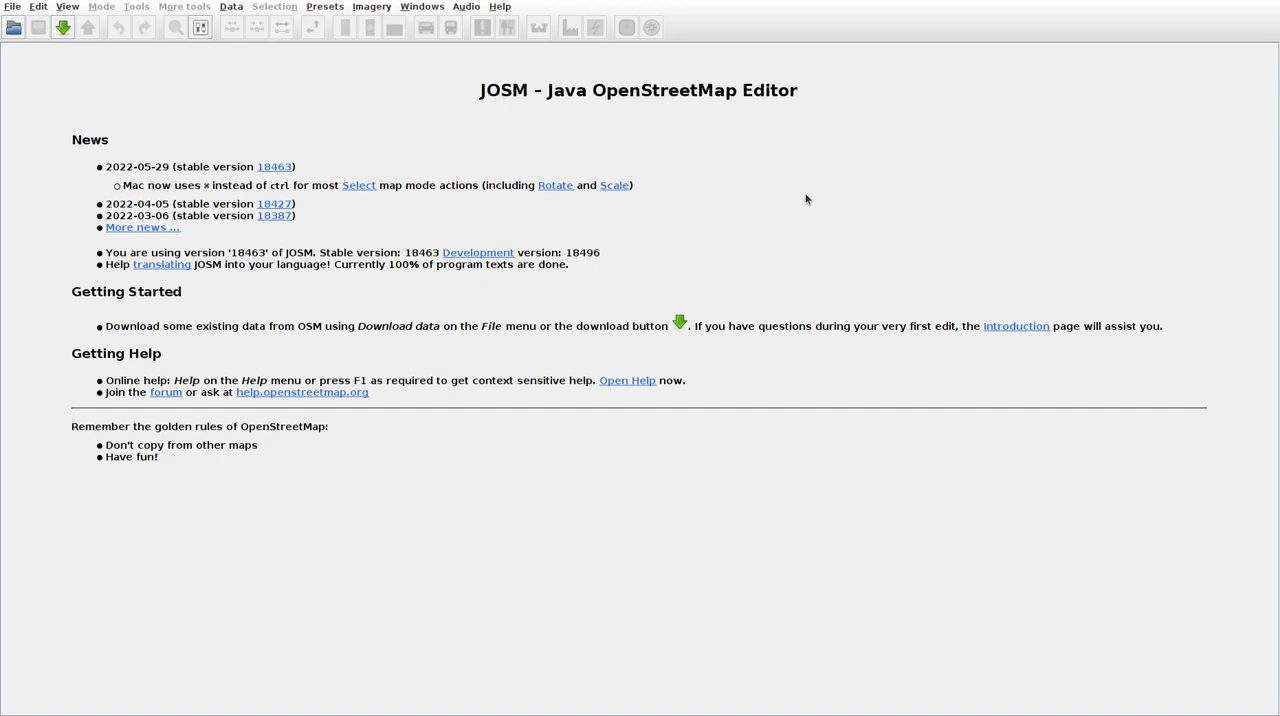 File Edit View Mode Tools More tools Data Selection Presets Imagery Windows Audio Help
JOSM – Java OpenStreetMap Editor
News
2022-05-29 (stable version 18463)
Mac now uses ⌘ instead of ctrl for most Select map mode actions (including Rotate and Scale)
2022-04-05 (stable version 18427)
2022-03-06 (stable version 18387)
More news ...
You are using version '18463' of JOSM. Stable version: 18463 Development version: 18496
Help translating JOSM into your language! Currently 100% of program texts are done.
Getting Started
Download some existing data from OSM using Download data on the File menu or the download button . If you have questions during your very first edit, the Introduction page will assist you.
Getting Help
Online help: Help on the Help menu or press F1 as required to get context sensitive help. Open Help now.
Join the forum or ask at help.openstreetmap.org
Remember the golden rules of OpenStreetMap:
Don't copy from other maps
Have fun!